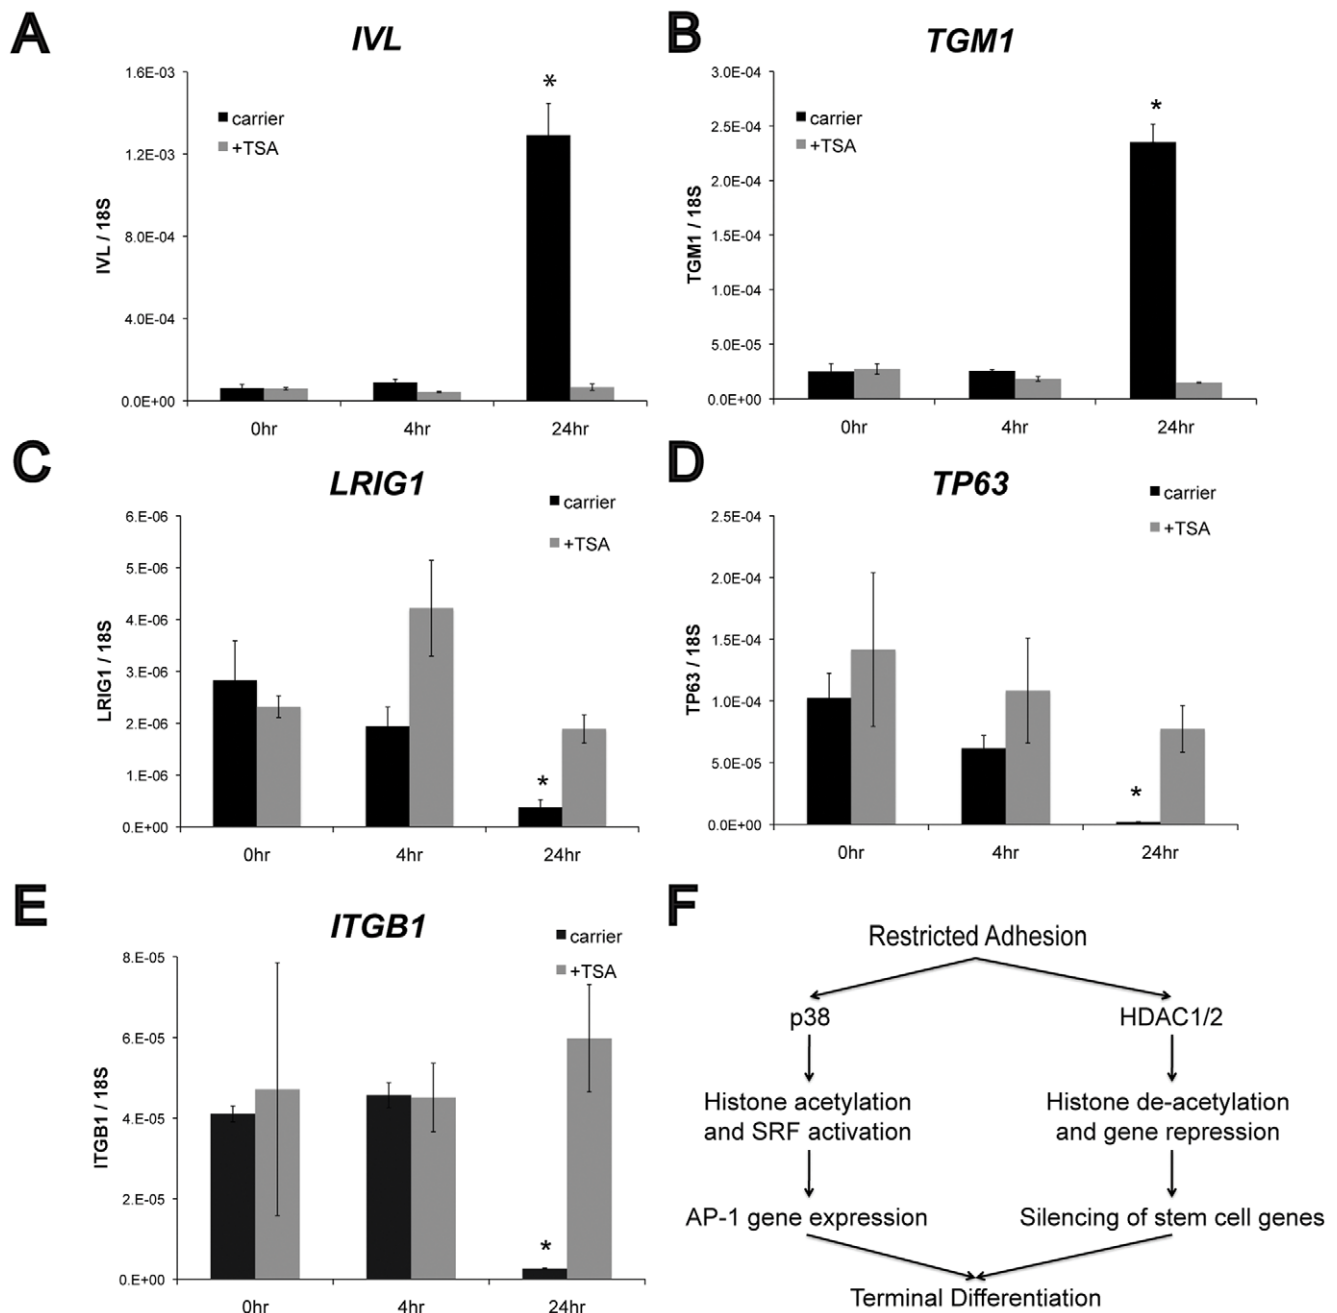 A
IVL
1.6E-03
1.2E-03
8.0E-04
4.0E-04
0.0E+00
IVL / 18S
carrier
+TSA
*
0hr
4hr
24hr
B
TGM1
3.0E-04
2.5E-04
2.0E-04
1.5E-04
1.0E-04
5.0E-05
0.0E+00
TGM1 / 18S
carrier
+TSA
*
0hr
4hr
24hr
C
LRIG1
carrier
+TSA
6.E-06
5.E-06
4.E-06
3.E-06
2.E-06
1.E-06
0.E+00
LRIG1 / 18S
*
0hr
4hr
24hr
D
TP63
carrier
+TSA
2.5E-04
2.0E-04
1.5E-04
1.0E-04
5.0E-05
0.0E+00
TP63 / 18S
*
0hr
4hr
24hr
E
ITGB1
carrier
+TSA
8.E-05
6.E-05
4.E-05
2.E-05
0.E+00
ITGB1 / 18S
*
0hr
4hr
24hr
F
Restricted Adhesion
p38
HDAC1/2
Histone acetylation
and SRF activation
Histone de-acetylation
and gene repression
AP-1 gene expression
Silencing of stem cell genes
Terminal Differentiation